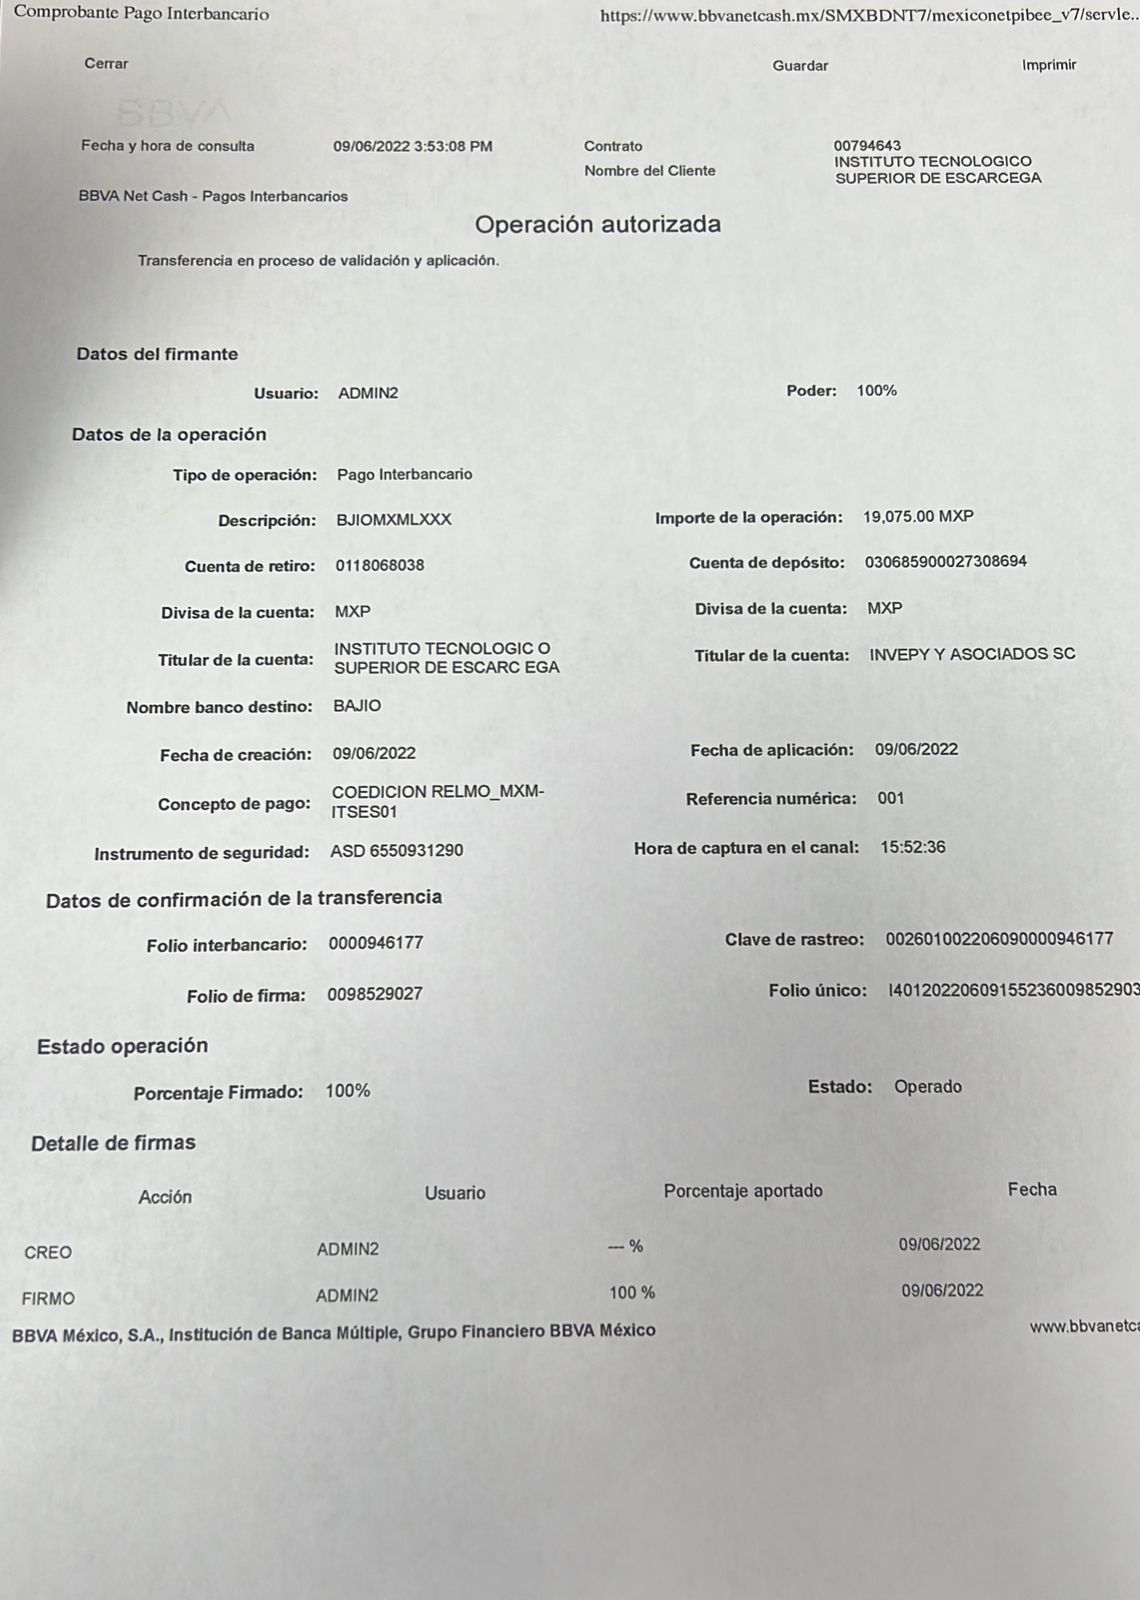 Comprobante Pago Interbancario https://www.bbvanetcash.mx/SMXBDNT7/mexiconetpibee_v7/servle...
Cerrar Guardar Imprimir
BBVA
Fecha y hora de consulta 09/06/2022 3:53:08 PM Contrato 00794643
Nombre del Cliente INSTITUTO TECNOLOGICO
SUPERIOR DE ESCARCEGA
BBVA Net Cash - Pagos Interbancarios
Operación autorizada
Transferencia en proceso de validación y aplicación.
Datos del firmante
Usuario: ADMIN2 Poder: 100%
Datos de la operación
Tipo de operación: Pago Interbancario
Descripción: BJIOMXMLXXX Importe de la operación: 19,075.00 MXP
Cuenta de retiro: 0118068038 Cuenta de depósito: 030685900027308694
Divisa de la cuenta: MXP Divisa de la cuenta: MXP
Titular de la cuenta: INSTITUTO TECNOLOGIC O
SUPERIOR DE ESCARC EGA Titular de la cuenta: INVEPY Y ASOCIADOS SC
Nombre banco destino: BAJIO
Fecha de creación: 09/06/2022 Fecha de aplicación: 09/06/2022
Concepto de pago: COEDICION RELMO_MXM-
ITSES01 Referencia numérica: 001
Instrumento de seguridad: ASD 6550931290 Hora de captura en el canal: 15:52:36
Datos de confirmación de la transferencia
Folio interbancario: 0000946177 Clave de rastreo: 002601002206090000946177
Folio de firma: 0098529027 Folio único: I40120220609155236009852903
Estado operación
Porcentaje Firmado: 100% Estado: Operado
Detalle de firmas
Acción Usuario Porcentaje aportado Fecha
CREO ADMIN2 --- % 09/06/2022
FIRMO ADMIN2 100 % 09/06/2022
BBVA México, S.A., Institución de Banca Múltiple, Grupo Financiero BBVA México www.bbvanetca